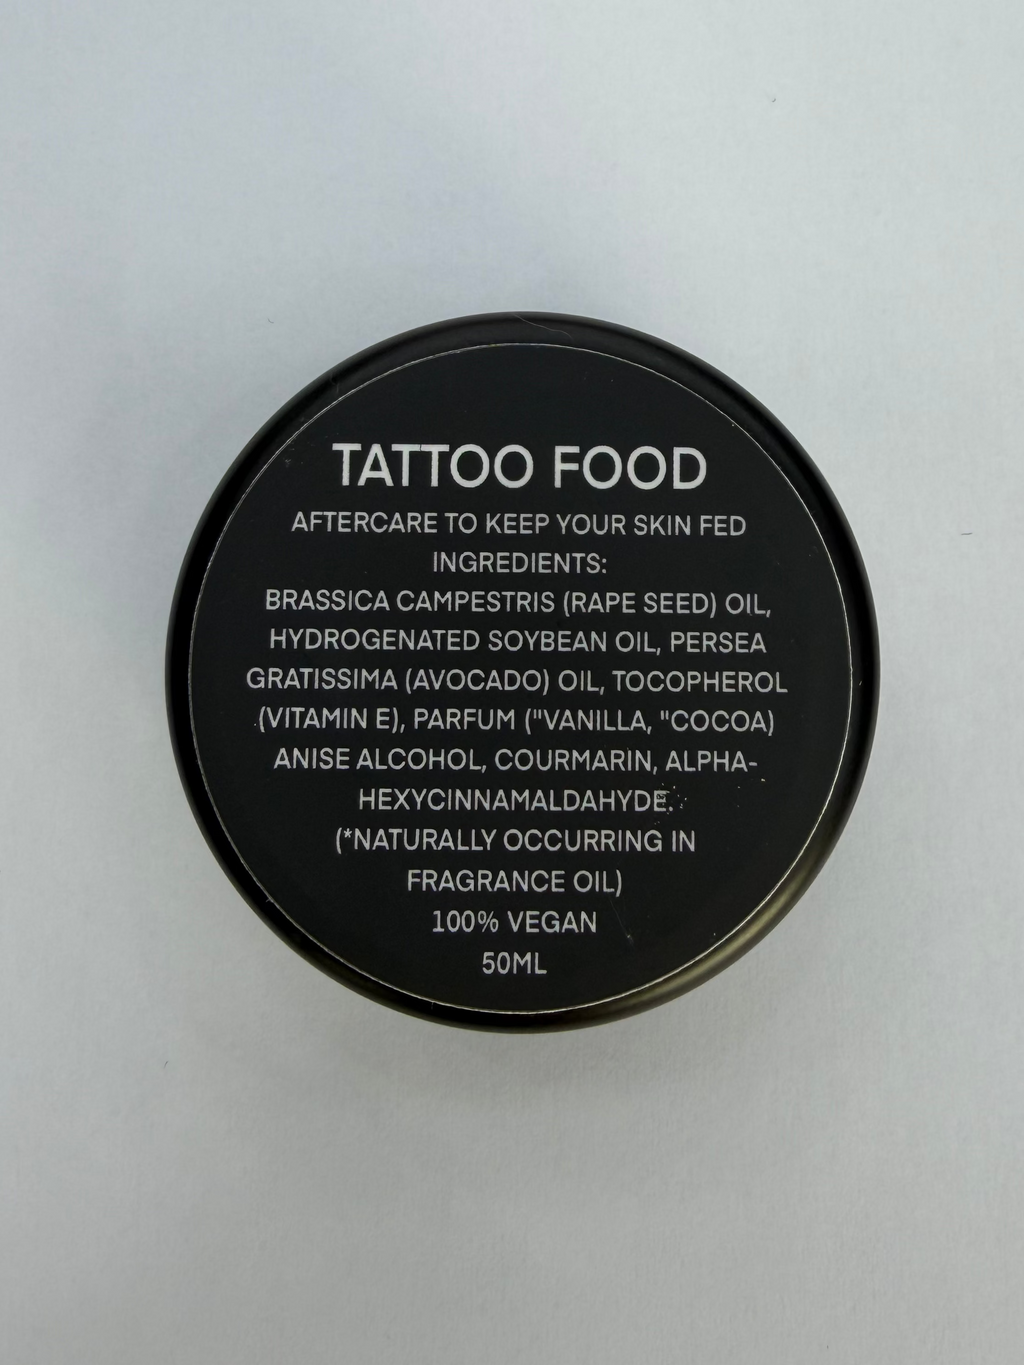 TATTOO FOOD
AFTERCARE TO KEEP YOUR SKIN FED
INGREDIENTS:
BRASSICA CAMPESTRIS (RAPE SEED) OIL,
HYDROGENATED SOYBEAN OIL, PERSEA
GRATISSIMA (AVOCADO) OIL, TOCOPHEROL
(VITAMIN E), PARFUM ("VANILLA, "COCOA)
ANISE ALCOHOL, COURMARIN, ALPHA-
HEXYCINNAMALDAHYDE.
(*NATURALLY OCCURRING IN
FRAGRANCE OIL)
100% VEGAN
50ML